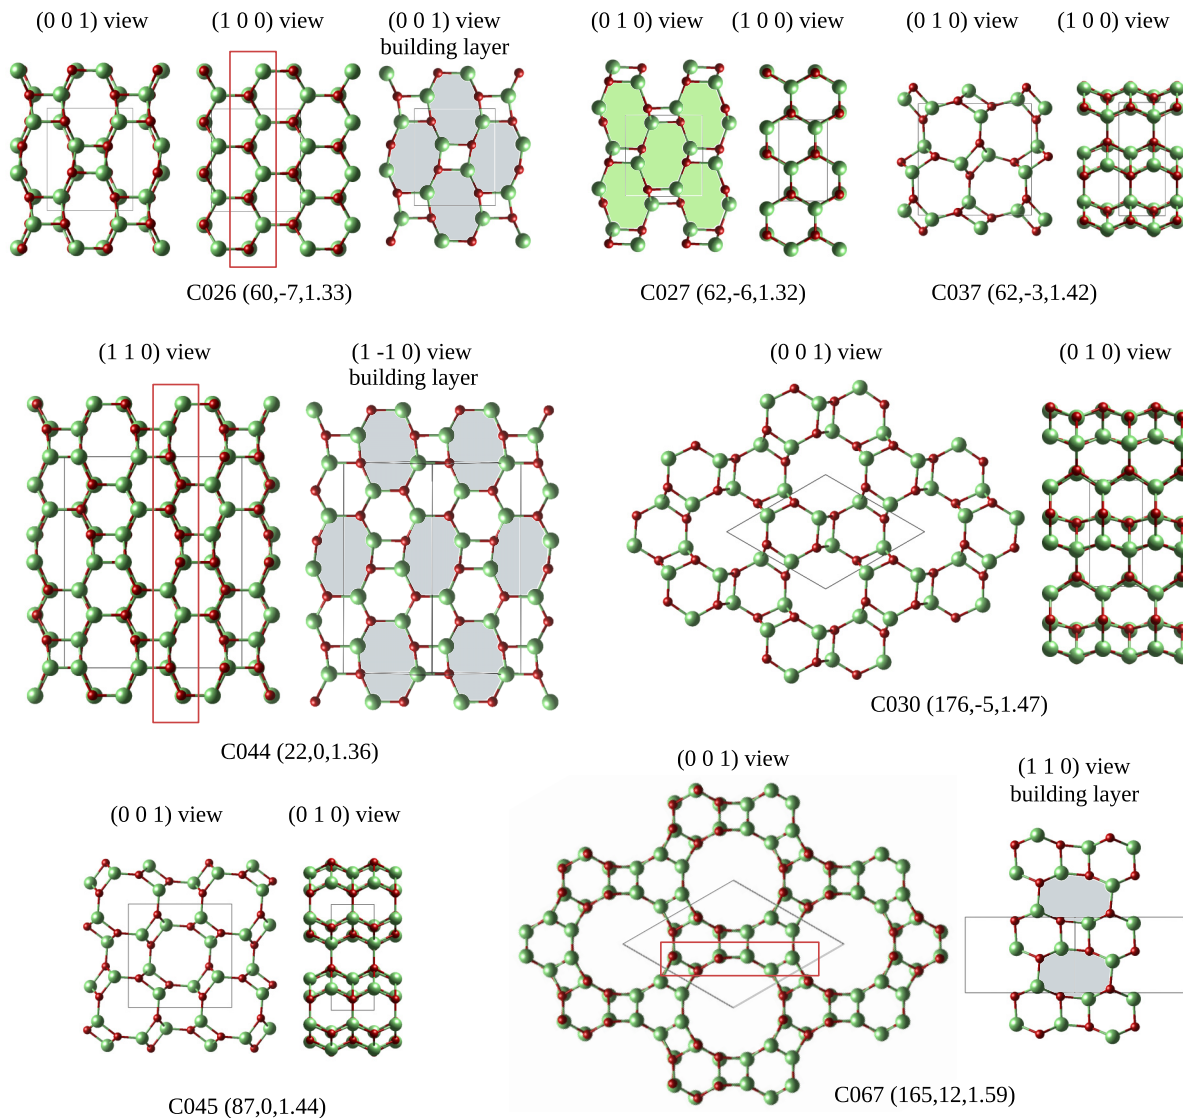 (0 0 1) view
(1 0 0) view
(0 0 1) view
building layer
(0 1 0) view
(1 0 0) view
(0 1 0) view
(1 0 0) view
C026 (60,-7,1.33)
C027 (62,-6,1.32)
C037 (62,-3,1.42)
(1 1 0) view
(1 -1 0) view
building layer
(0 0 1) view
(0 1 0) view
C030 (176,-5,1.47)
C044 (22,0,1.36)
(0 0 1) view
(0 1 0) view
(0 0 1) view
(1 1 0) view
building layer
C067 (165,12,1.59)
C045 (87,0,1.44)